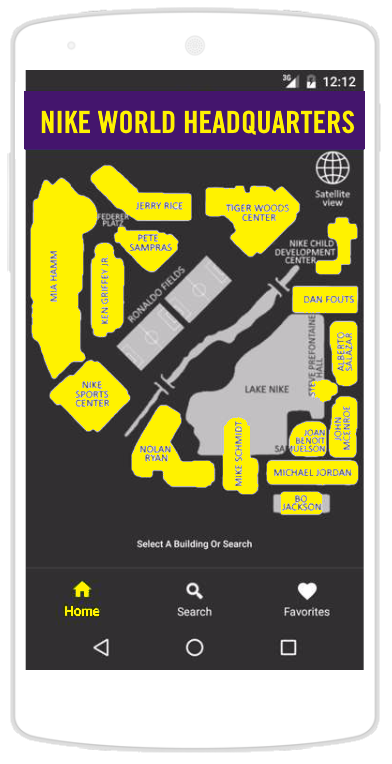 3G
12:12
NIKE WORLD HEADQUARTERS
Satellite
view
JERRY RICE
FEDERER
PLATZ
TIGER WOODS
CENTER
PETE
SAMPRAS
NIKE CHILD
DEVELOPMENT
CENTER
MIA HAMM
KEN GRIFFEY JR
RONALDO FIELDS
DAN FOUTS
STEVE PREFONTAINE
HALL
ALBERTO
SALAZAR
NIKE
SPORTS
CENTER
LAKE NIKE
JOHN
MCENROE
NOLAN
RYAN
MIKE SCHMIDT
JOAN
BENOIT
SAMUELSON
MICHAEL JORDAN
BO
JACKSON
Select A Building Or Search
Home
Search
Favorites